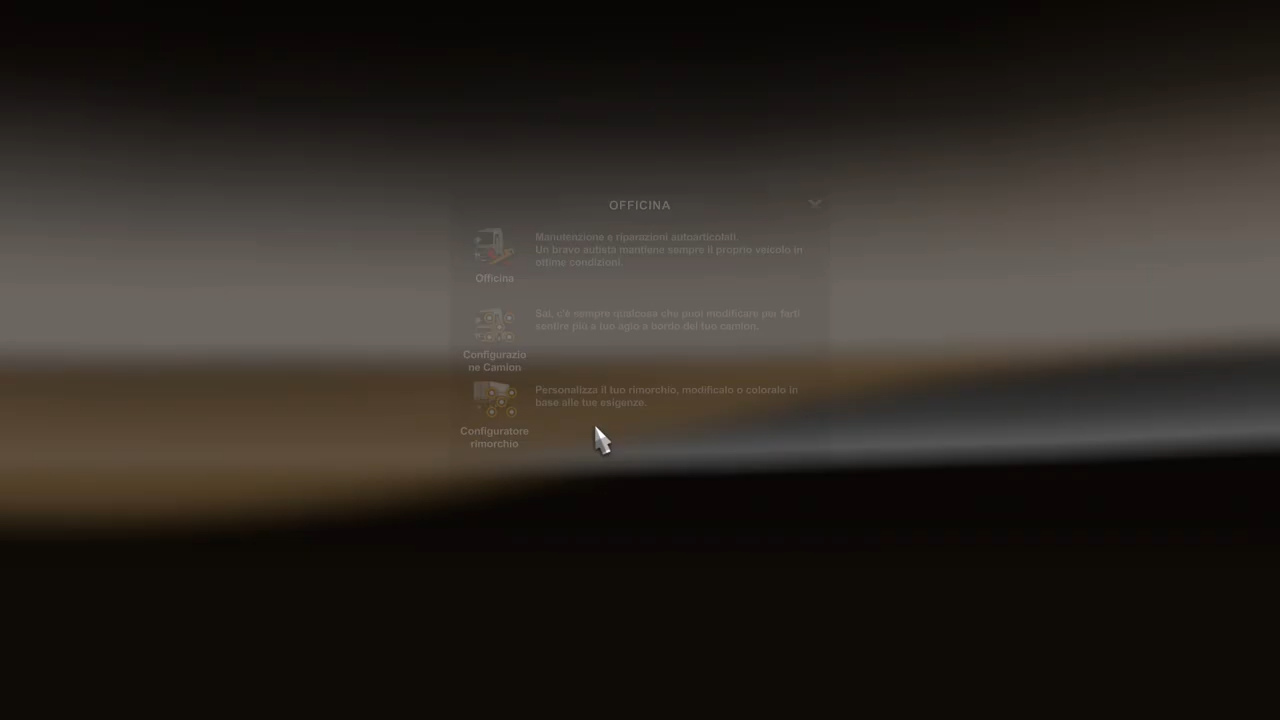 OFFICINA
Manutenzione e riparazioni autoarticolati.
Un bravo autista mantiene sempre il proprio veicolo in
ottime condizioni.
Officina
Sai, c'è sempre qualcosa che puoi modificare per farti
sentire più a tuo agio a bordo del tuo camion.
Configurazio
ne Camion
Personalizza il tuo rimorchio, modificalo o coloralo in
base alle tue esigenze.
Configuratore
rimorchio